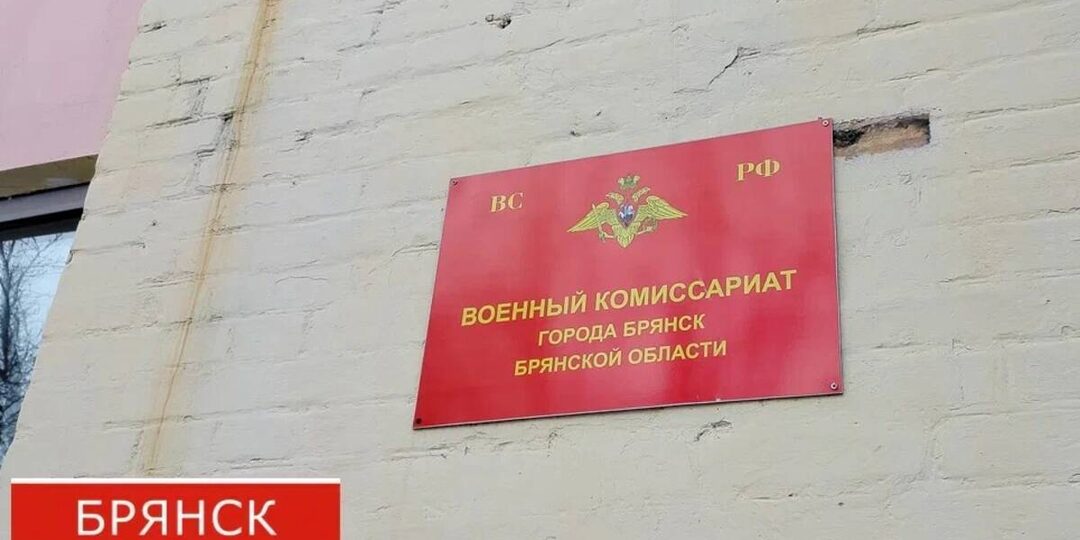 ВС РФ
ВОЕННЫЙ КОМИССАРИАТ
ГОРОДА БРЯНСК
БРЯНСКОЙ ОБЛАСТИ
БРЯНСК